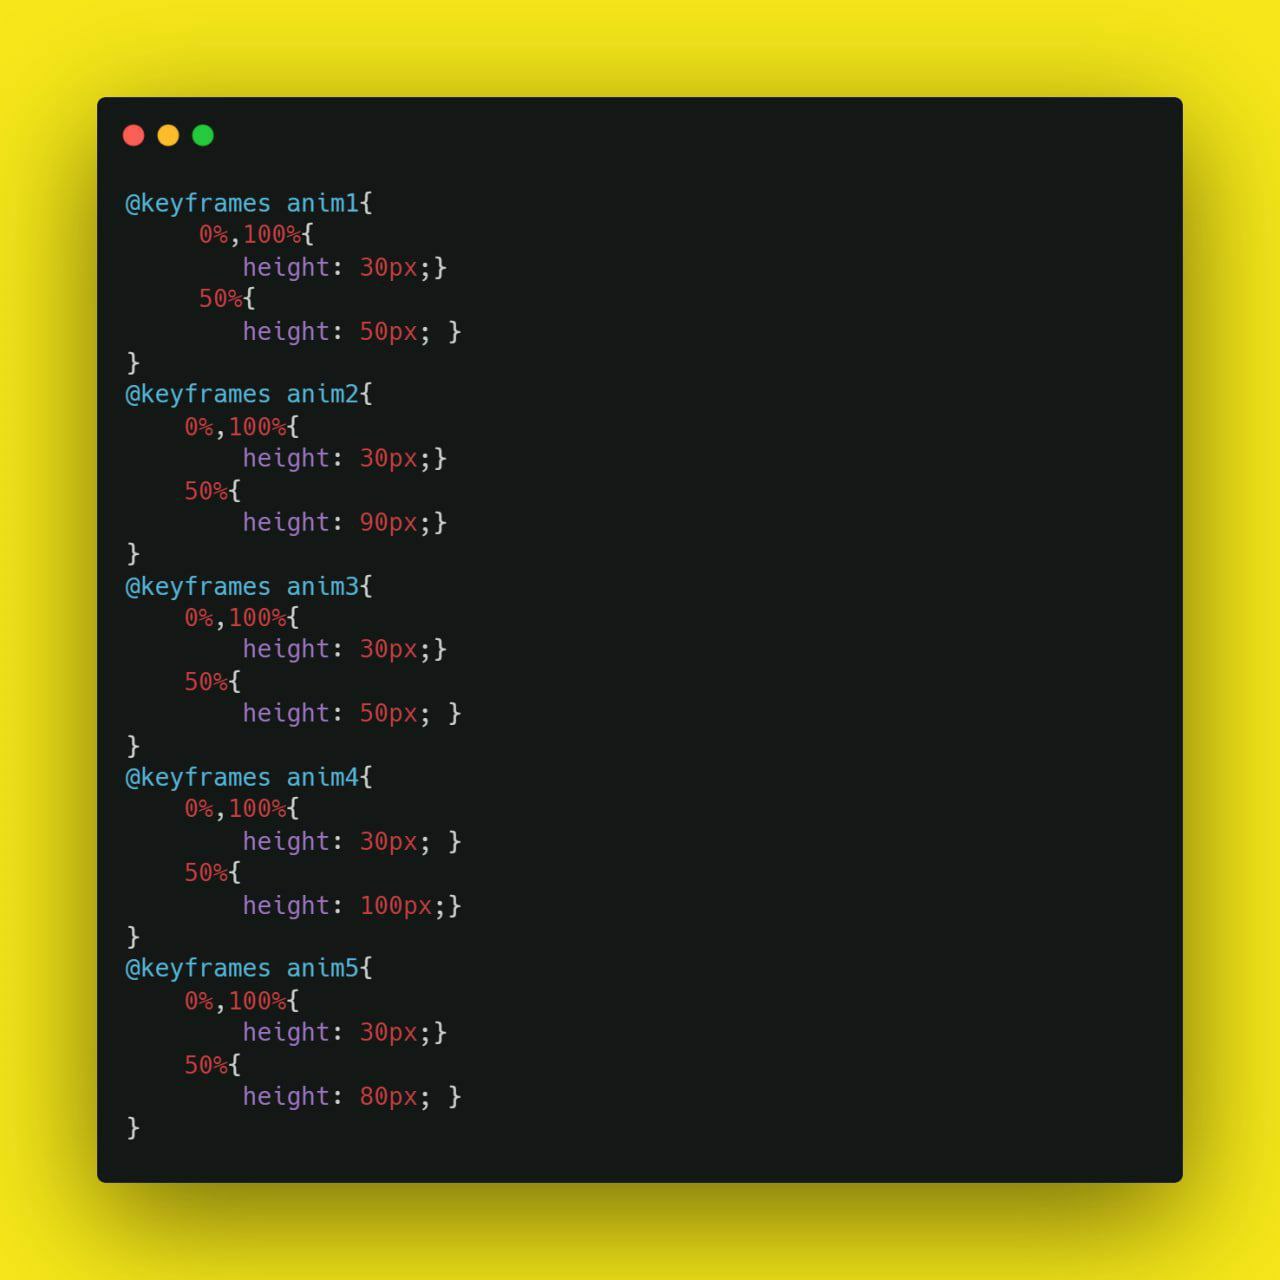 @keyframes anim1{
     0%,100%{
        height: 30px;}
     50%{
        height: 50px; }
}
@keyframes anim2{
    0%,100%{
        height: 30px;}
    50%{
        height: 90px;}
}
@keyframes anim3{
    0%,100%{
        height: 30px;}
    50%{
        height: 50px; }
}
@keyframes anim4{
    0%,100%{
        height: 30px; }
    50%{
        height: 100px;}
}
@keyframes anim5{
    0%,100%{
        height: 30px;}
    50%{
        height: 80px; }
}